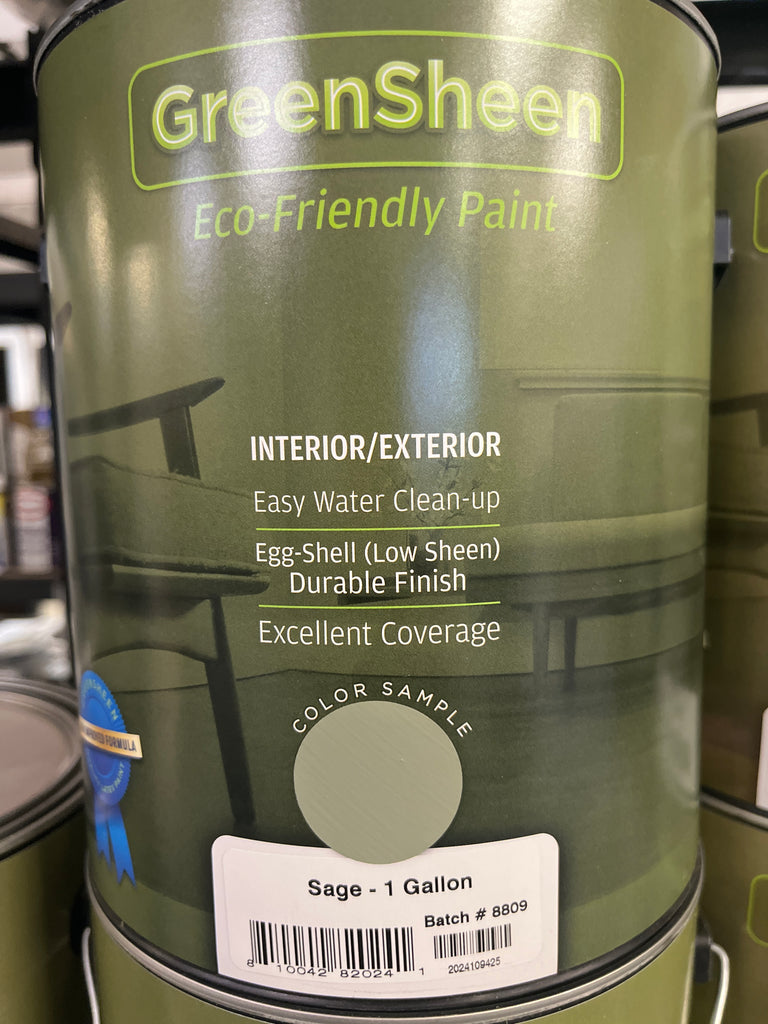 GreenSheen
Eco-Friendly Paint
INTERIOR/EXTERIOR
Easy Water Clean-up
Egg-Shell (Low Sheen)
Durable Finish
Excellent Coverage
COLOR SAMPLE
FORMULA
Sage - 1 Gallon
Batch # 8809
8 10042 82024 1
2024109425